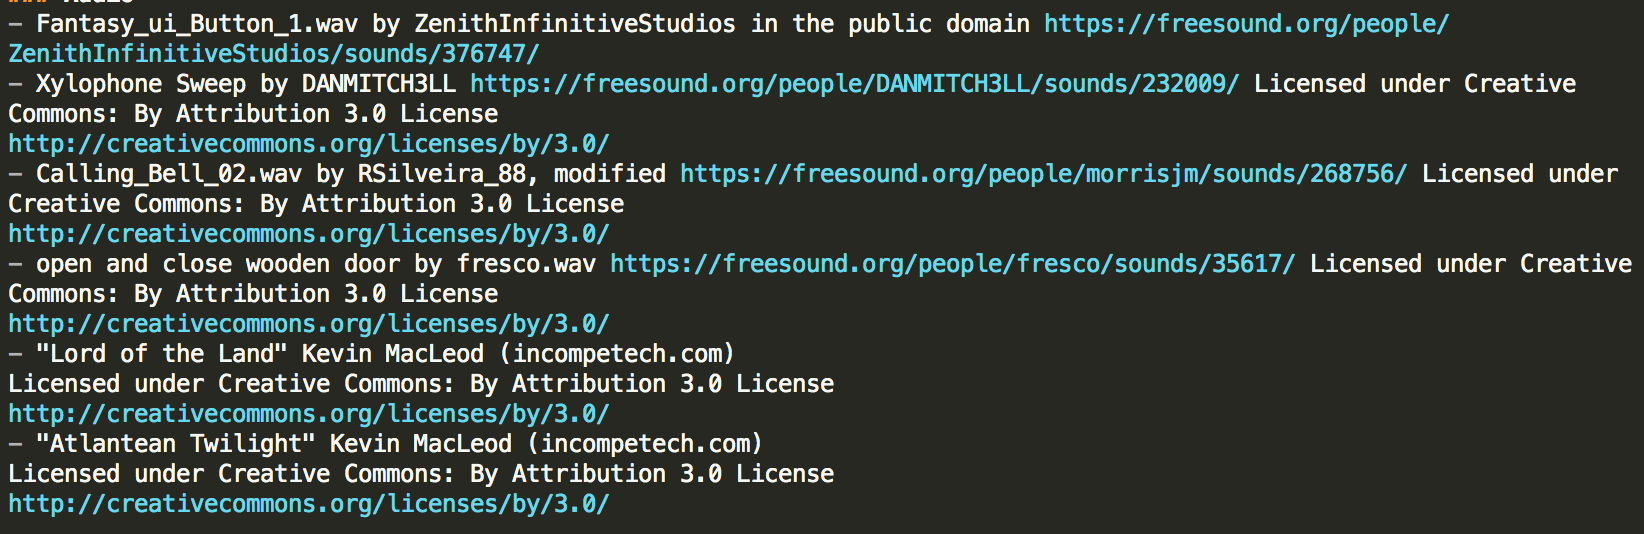 – Fantasy_ui_Button_1.wav by ZenithInfinitiveStudios in the public domain https://freesound.org/people/
ZenithInfinitiveStudios/sounds/376747/
– Xylophone Sweep by DANMITCH3LL https://freesound.org/people/DANMITCH3LL/sounds/232009/ Licensed under Creative
Commons: By Attribution 3.0 License
http://creativecommons.org/licenses/by/3.0/
– Calling_Bell_02.wav by RSilveira_88, modified https://freesound.org/people/morrisjm/sounds/268756/ Licensed under
Creative Commons: By Attribution 3.0 License
http://creativecommons.org/licenses/by/3.0/
– open and close wooden door by fresco.wav https://freesound.org/people/fresco/sounds/35617/ Licensed under Creative
Commons: By Attribution 3.0 License
http://creativecommons.org/licenses/by/3.0/
– "Lord of the Land" Kevin MacLeod (incompetech.com)
Licensed under Creative Commons: By Attribution 3.0 License
http://creativecommons.org/licenses/by/3.0/
– "Atlantean Twilight" Kevin MacLeod (incompetech.com)
Licensed under Creative Commons: By Attribution 3.0 License
http://creativecommons.org/licenses/by/3.0/